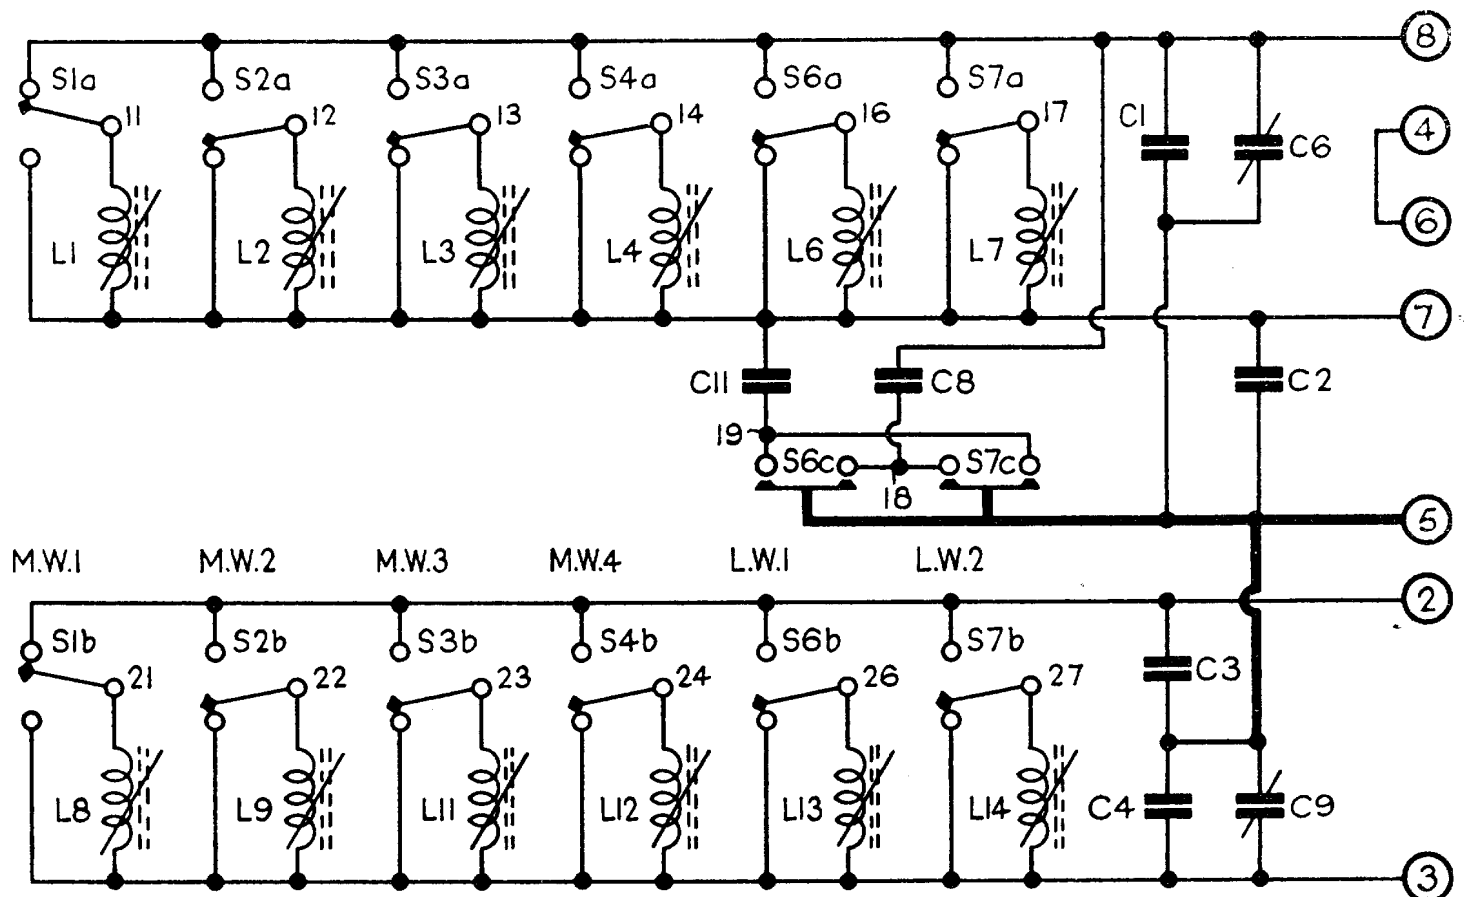 8
S1a S2a S3a S4a S6a S7a
11 12 13 14 16 17 C1 C6 4
L1 L2 L3 L4 L6 L7 6
7
C11 C8 C2
19 S6c S7c
18 5
M.W.1 M.W.2 M.W.3 M.W.4 L.W.1 L.W.2
2
S1b S2b S3b S4b S6b S7b
21 22 23 24 26 27 C3
L8 L9 L11 L12 L13 L14 C4 C9
3